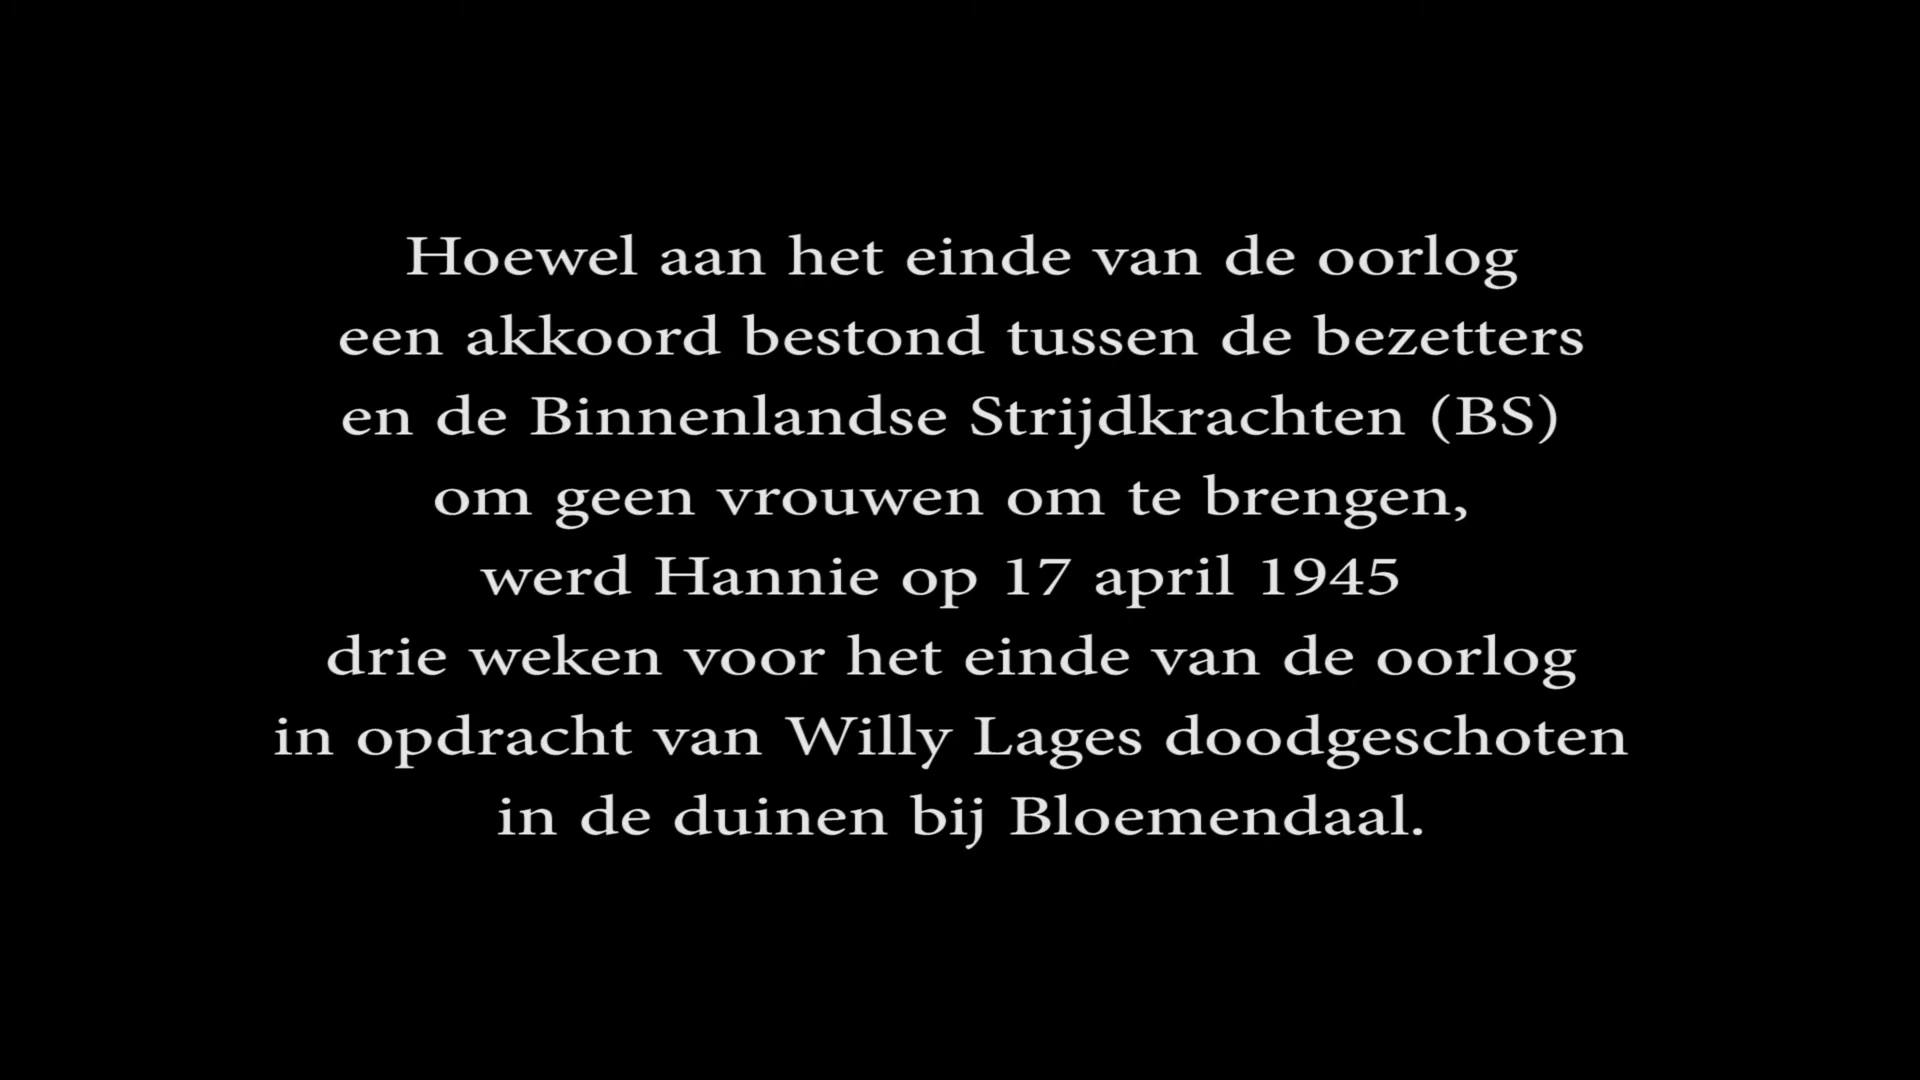 Hoewel aan het einde van de oorlog
een akkoord bestond tussen de bezetters
en de Binnenlandse Strijdkrachten (BS)
om geen vrouwen om te brengen,
werd Hannie op 17 april 1945
drie weken voor het einde van de oorlog
in opdracht van Willy Lages doodgeschoten
in de duinen bij Bloemendaal.